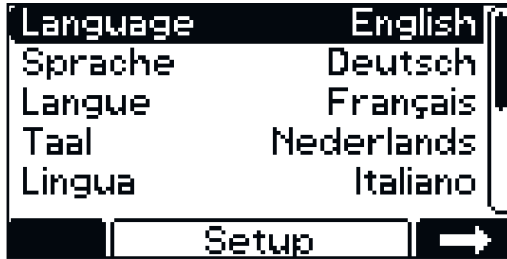 Language English
Sprache Deutsch
Langue Français
Taal Nederlands
Lingua Italiano
Setup